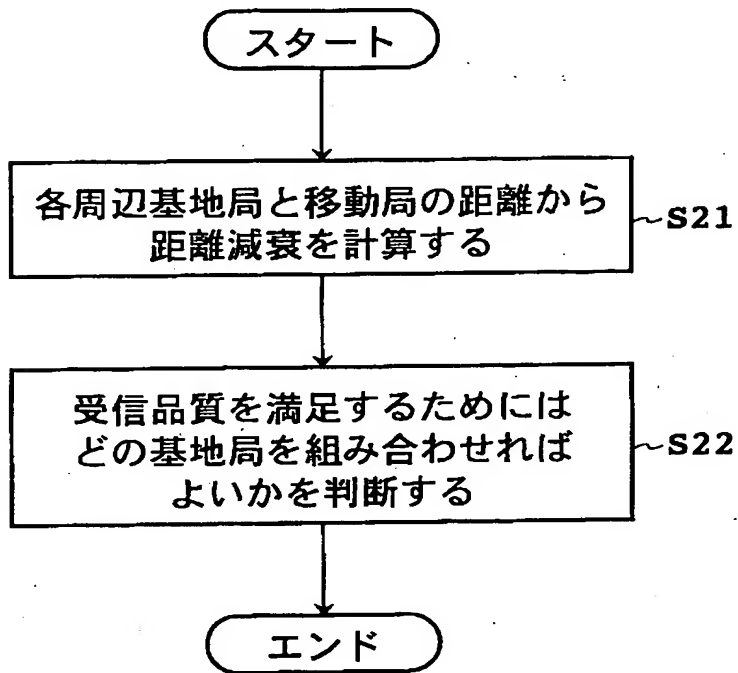 スタート
各周辺基地局と移動局の距離から
距離減衰を計算する
S21
受信品質を満足するためには
どの基地局を組み合わせれば
よいかを判断する
S22
エンド